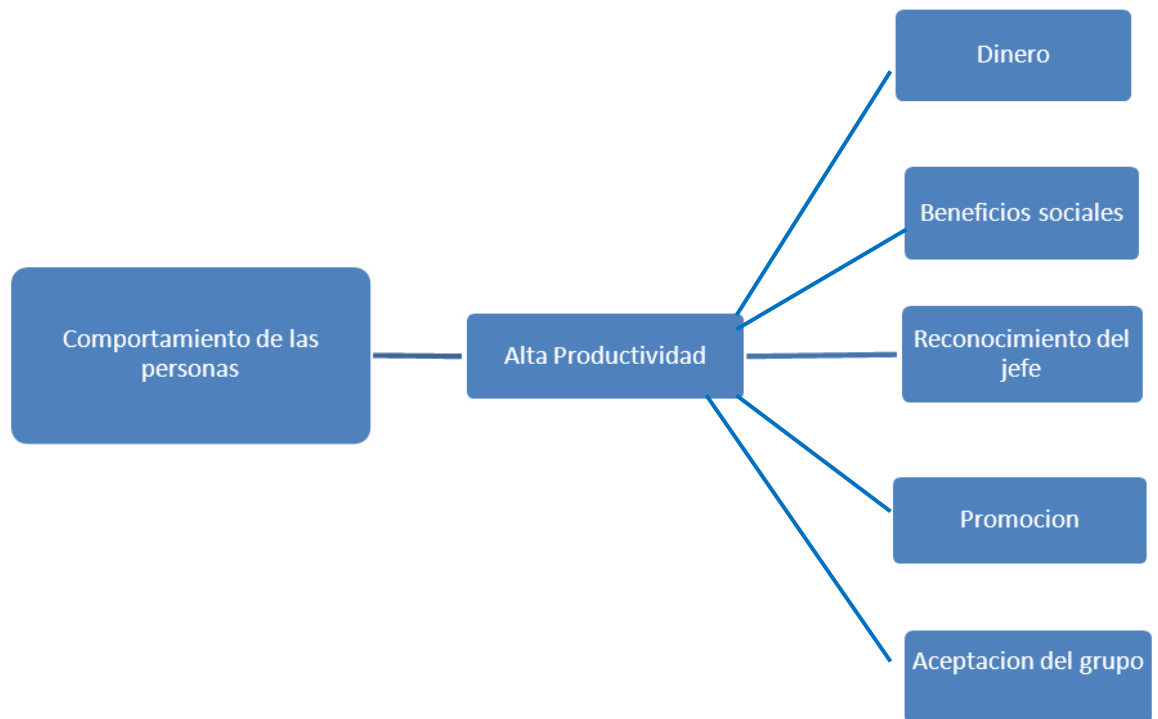 Dinero
Beneficios sociales
Comportamiento de las
personas
Alta Productividad
Reconocimiento del
jefe
Promocion
Aceptacion del grupo